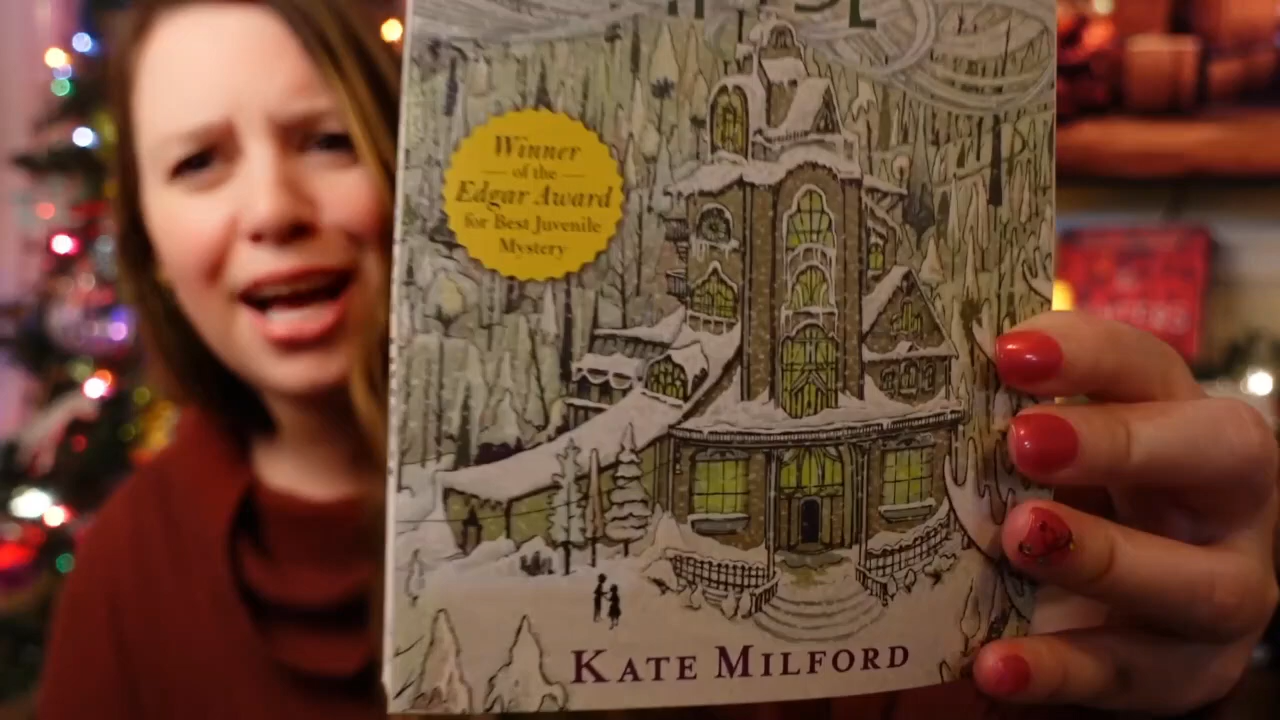 Winner
of the
Edgar Award
for Best Juvenile
Mystery
KATE MILFORD